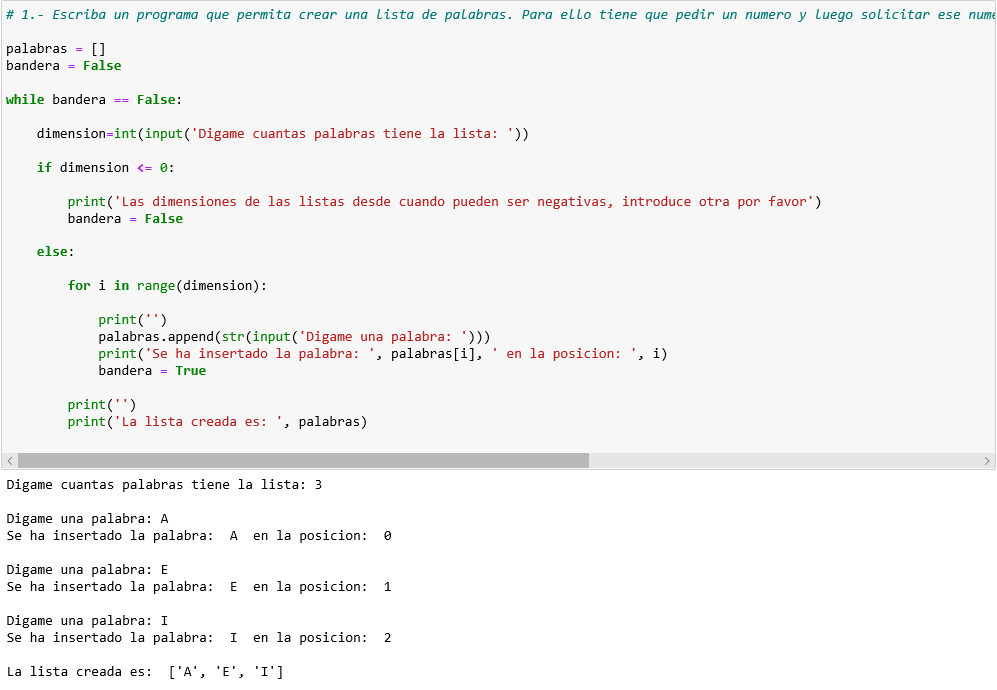 # 1.- Escriba un programa que permita crear una lista de palabras. Para ello tiene que pedir un numero y luego solicitar ese
palabras = []
bandera = False
while bandera == False:
dimension=int(input('Digame cuantas palabras tiene la lista: '))
if dimension <= 0:
print('Las dimensiones de las listas desde cuando pueden ser negativas, introduce otra por favor')
bandera = False
else:
for i in range(dimension):
print('')
palabras.append(str(input('Digame una palabra: ')))
print('Se ha insertado la palabra: ', palabras[i], ' en la posicion: ', i)
bandera = True
print('')
print('La lista creada es: ', palabras)
Digame cuantas palabras tiene la lista: 3
Digame una palabra: A
Se ha insertado la palabra:  A  en la posicion:  0
Digame una palabra: E
Se ha insertado la palabra:  E  en la posicion:  1
Digame una palabra: I
Se ha insertado la palabra:  I  en la posicion:  2
La lista creada es:  ['A', 'E', 'I']